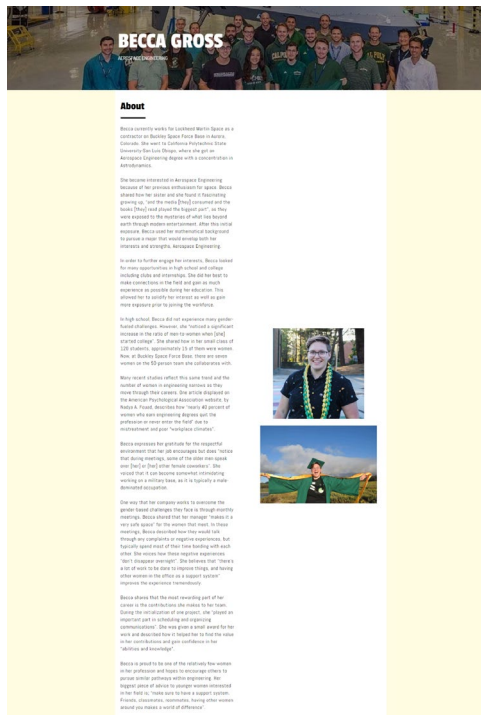 BECCA GROSS
AEROSPACE ENGINEERING
About
Becca currently works for Lockheed Martin Space as a
contractor on Buckley Space Force Base in Aurora,
Colorado. She went to California Polytechnic State
University-San Luis Obispo, where she got an
Aerospace Engineering degree with a concentration in
Astrodynamics.
She became interested in Aerospace Engineering
because of her previous enthusiasm for space. Becca
shared how her sister and she found it fascinating
growing up, "and the media [they] consumed and the
books [they] read played the biggest part", as they
were exposed to the mysteries of what lies beyond
earth through modern entertainment. After this initial
exposure, Becca used her mathematical background
to pursue a career that would envelop both her
interests and strengths, Aerospace Engineering.
In order to further engage her interests, Becca looked
for many opportunities in high school and college
including clubs and internships. She did her best to
make connections in the field and gain as much
experience as possible during her education. This
allowed her to solidify her interest as well as gain
more exposure prior to joining the workforce.
In high school, Becca did not experience many gender-
fueled challenges. However, she "noticed a significant
increase in the ratio of men to women when [she]
started college". She shared how in her small class of
120 students, approximately 15 of them were women.
Now, at Buckley Space Force Base, there are seven
women on the 50-person team she collaborates with.
Many recent studies reflect this same trend and the
number of women in engineering narrows as they
move through their careers. One article displayed on
the American Psychological Association website, by
Nadya A. Fouad, describes how "nearly 40 percent of
women who earn engineering degrees quit the
profession or never enter the field" due to
mistreatment and poor "workplace climates".
Becca expresses her gratitude for the respectful
environment that her job encourages but does "notice
that during meetings, some of the older men speak
over [her] or [her] other female coworkers". She
voiced that it can become somewhat intimidating
working on a military base, as it is typically a male
dominated occupation.
One way that her company works to overcome the
gender based challenges they face is through monthly
meetings. Becca shared that her manager "makes it a
very safe space" for the women that meet. In these
meetings, Becca described how they would talk
through any complaints or negative experiences, but
typically spend most of their time bonding with each
other. She voices how these negative experiences
"don't disappear overnight". She believes that "there's
a lot of work to be done to improve things, and having
other women in the office as a support system"
improves the experience tremendously.
Becca shares that the most rewarding part of her
career is the contributions she makes to her team.
During the initialization of one project, she "played an
important part in scheduling and organizing
communications". She was given a small award for her
work and described how it helped her to find the value
in her contributions and gain confidence in her
"abilities and knowledge".
Becca is proud to be one of the relatively few women
in her profession and hopes to encourage others to
pursue similar pathways within engineering. Her
biggest piece of advice to younger women interested
in her field is; "make sure to have a support system.
Friends, classmates, roommates, having other women
around you makes a world of difference"